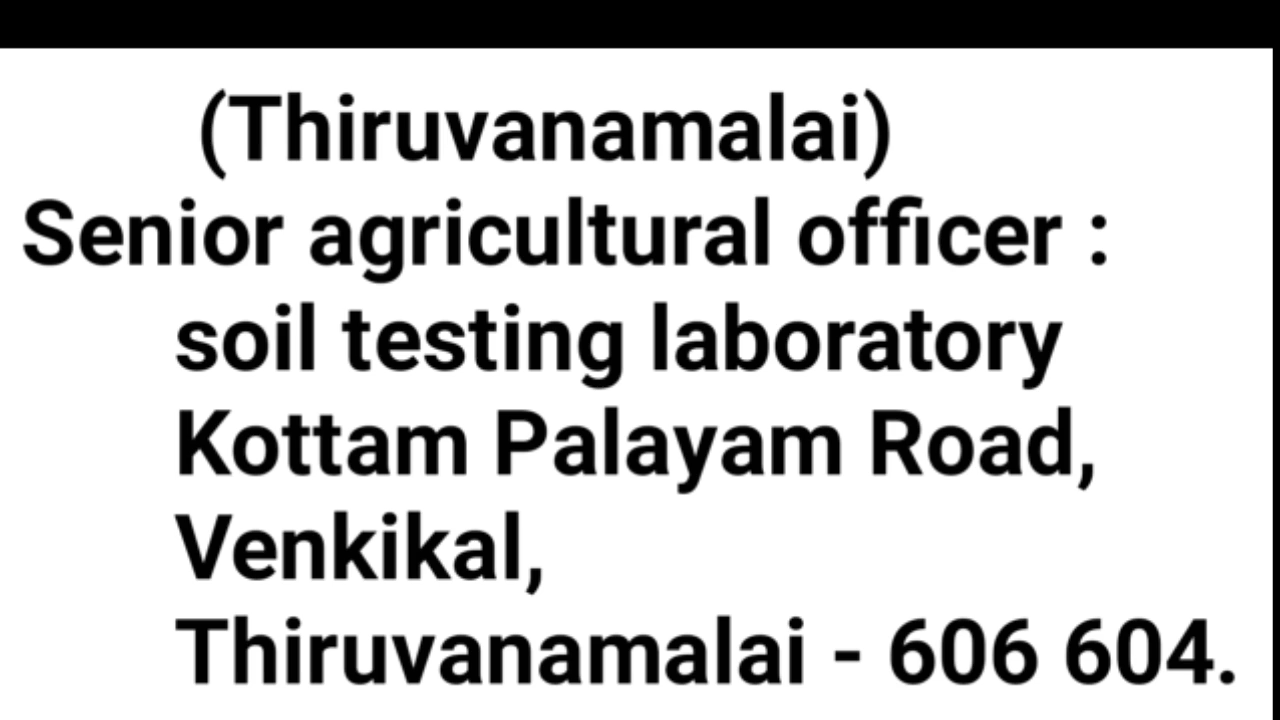 (Thiruvanamalai)
Senior agricultural officer :
soil testing laboratory
Kottam Palayam Road,
Venkikal,
Thiruvanamalai - 606 604.